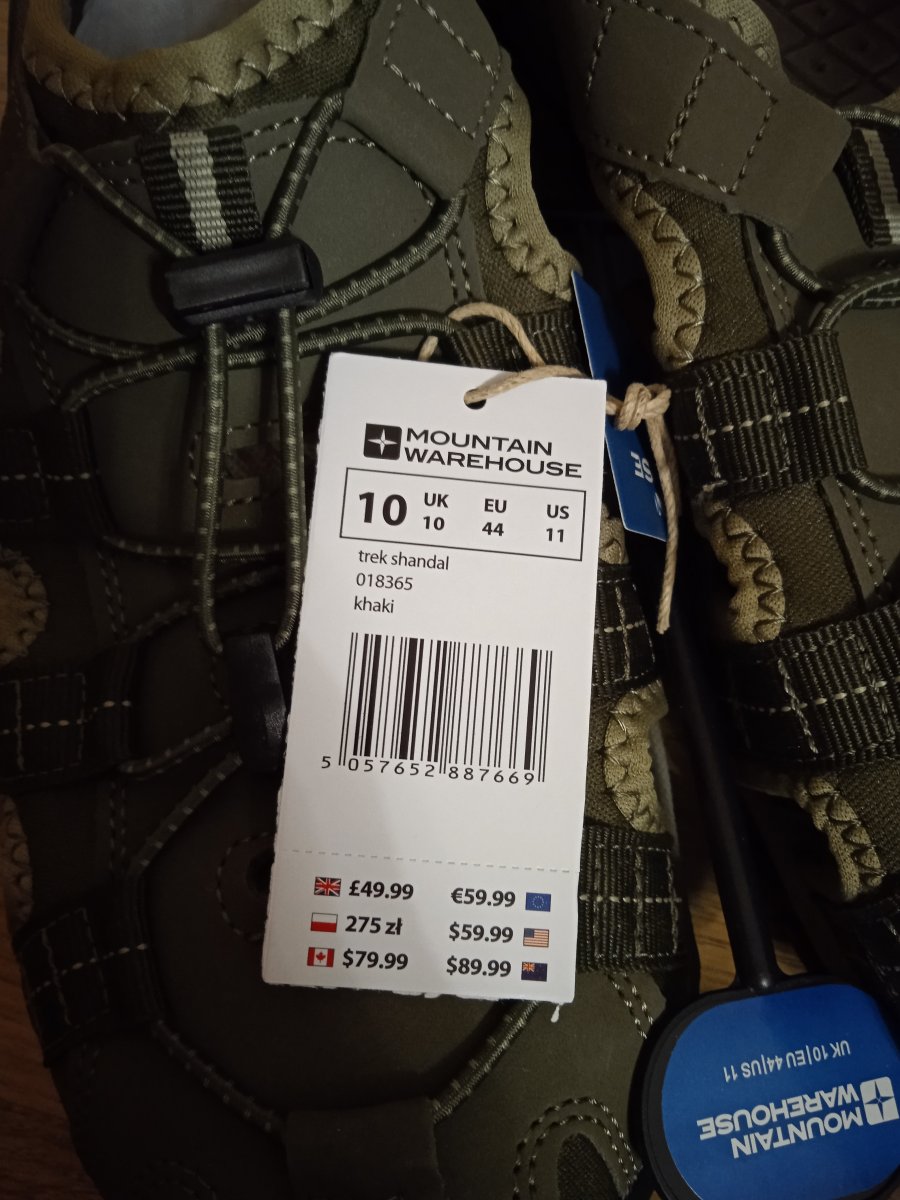 MOUNTAIN
WAREHOUSE
10 UK 10 EU 44 US 11
trek shandal
018365
khaki
5 057652 887669
£49.99 €59.99
275 zł $59.99
$79.99 $89.99
UK 10|EU 44|US 11
MOUNTAIN
WAREHOUSE